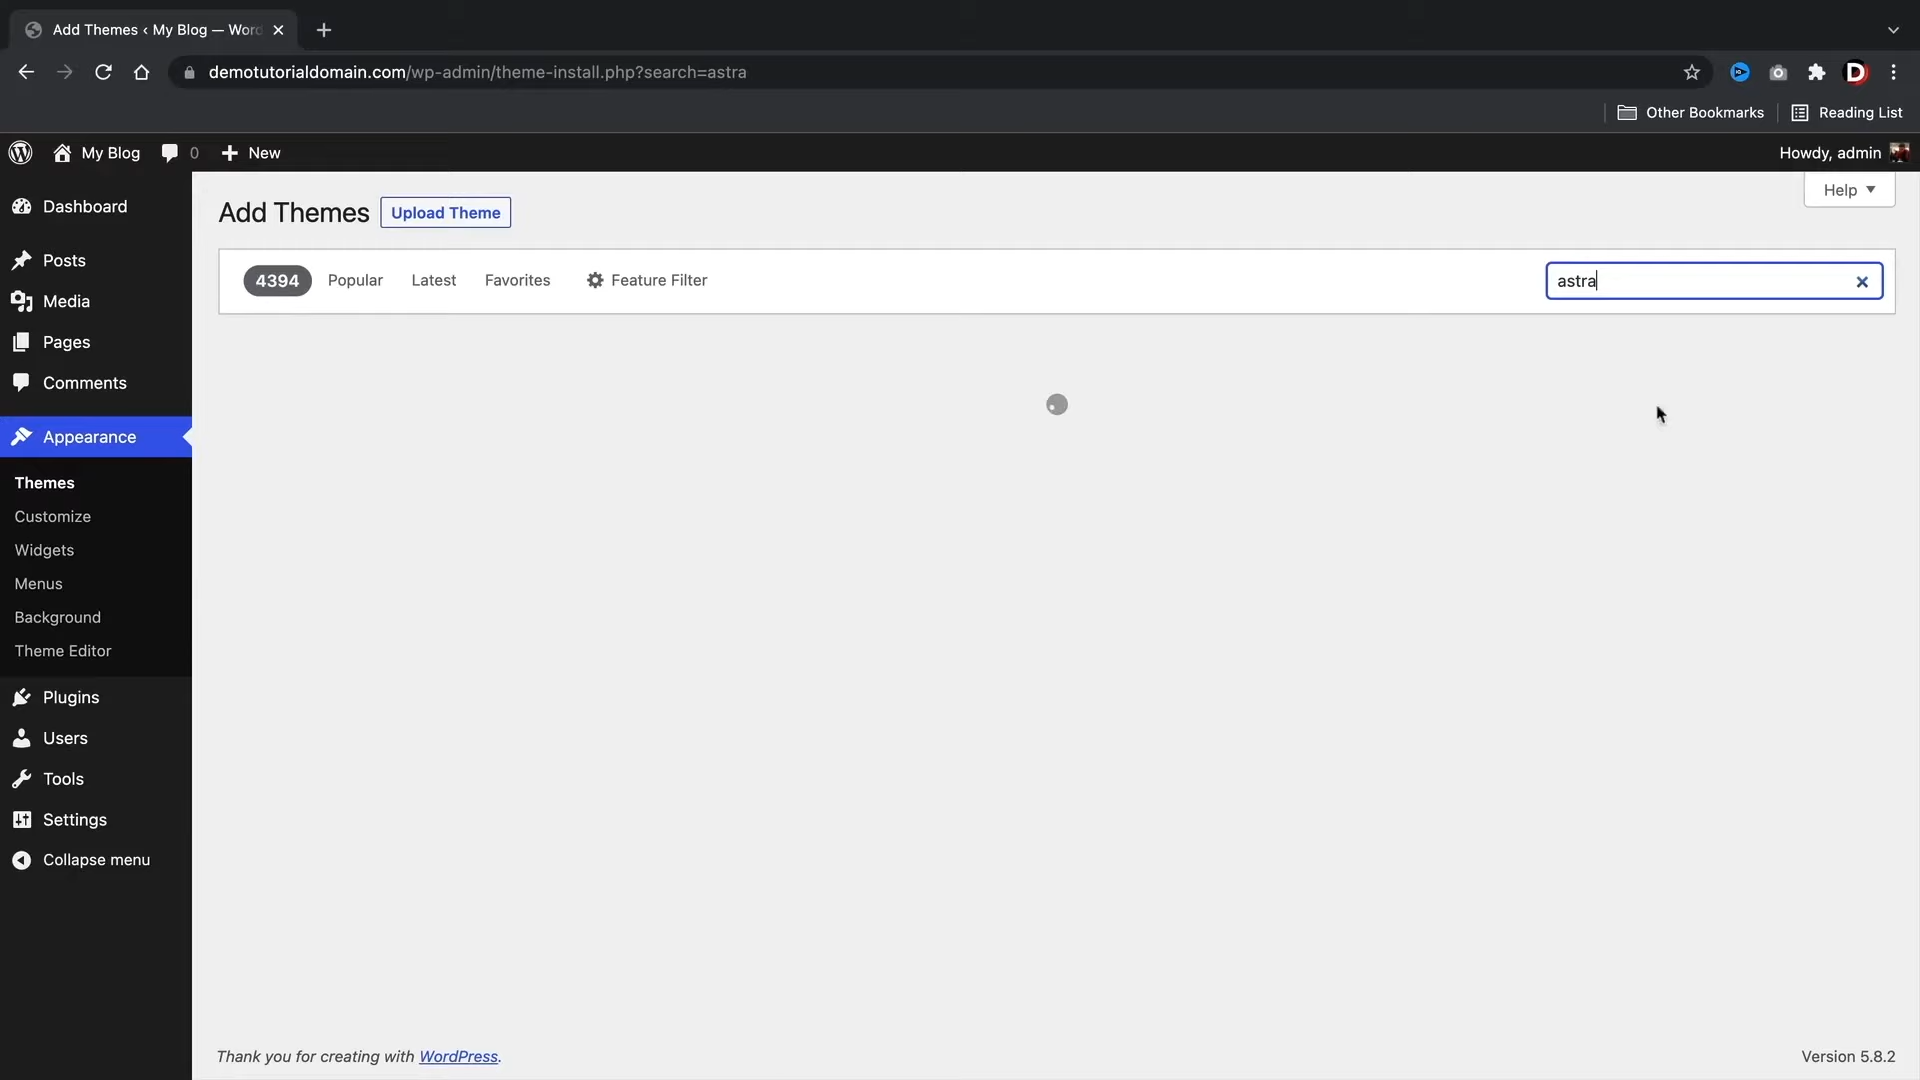 Add Themes ‹ My Blog — Word
demotutorialdomain.com/wp-admin/theme-install.php?search=astra
Other Bookmarks
Reading List
My Blog
0
New
Howdy, admin
Dashboard
Posts
Media
Pages
Comments
Appearance
Themes
Customize
Widgets
Menus
Background
Theme Editor
Plugins
Users
Tools
Settings
Collapse menu
Add Themes
Upload Theme
Help
4394
Popular
Latest
Favorites
Feature Filter
astra
Thank you for creating with WordPress.
Version 5.8.2